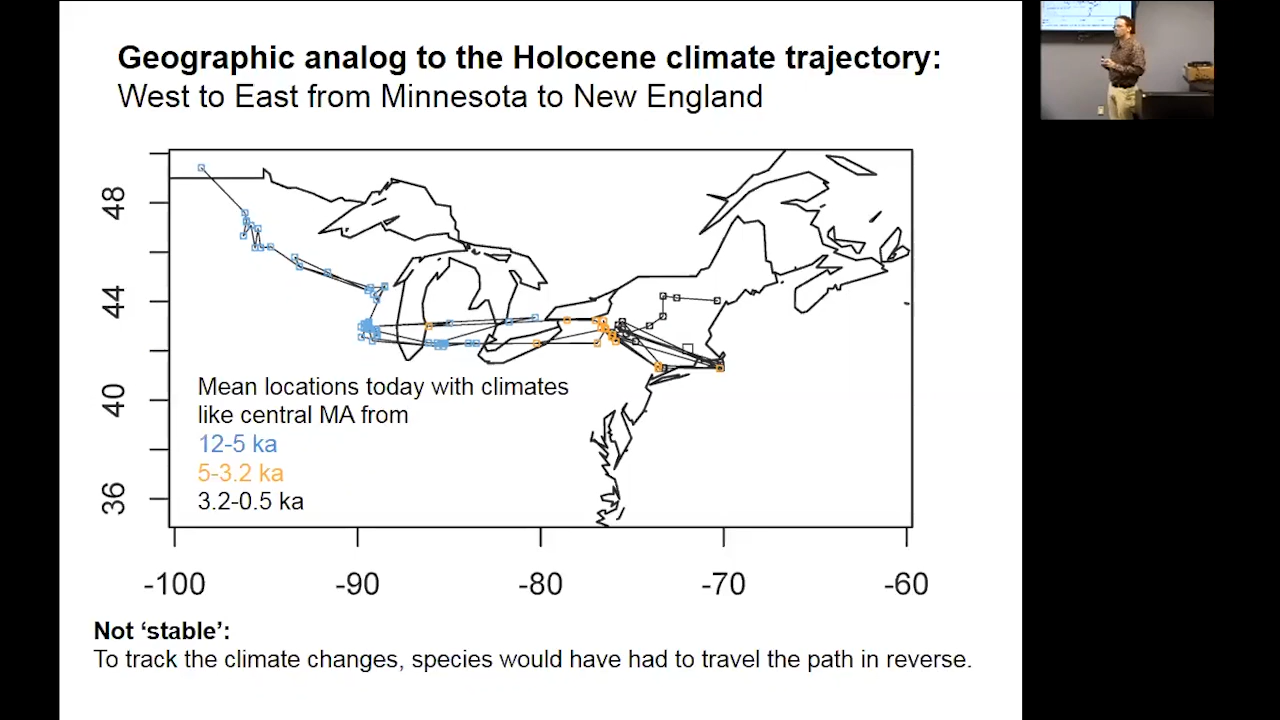 Geographic analog to the Holocene climate trajectory:
West to East from Minnesota to New England
48
44
40
36
Mean locations today with climates
like central MA from
12-5 ka
5-3.2 ka
3.2-0.5 ka
-100
-90
-80
-70
-60
Not ‘stable’:
To track the climate changes, species would have had to travel the path in reverse.